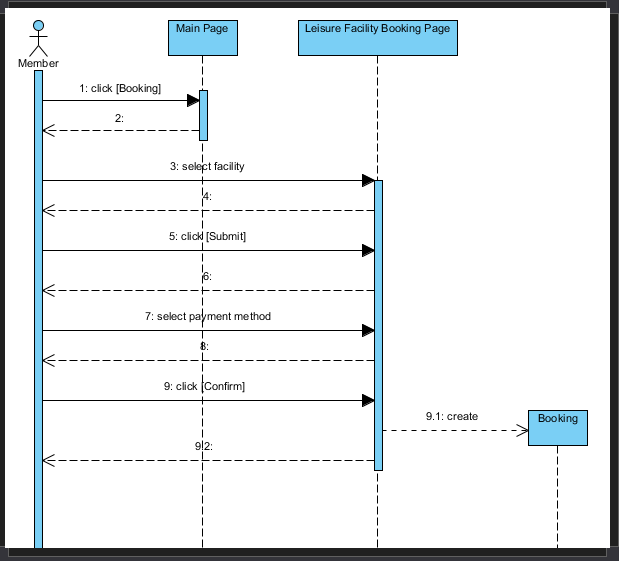 Main Page
Leisure Facility Booking Page
Member
1: click [Booking]
2:
3: select facility
4:
5: click [Submit]
6:
7: select payment method
8:
9: click [Confirm]
9.1: create
Booking
9.2: